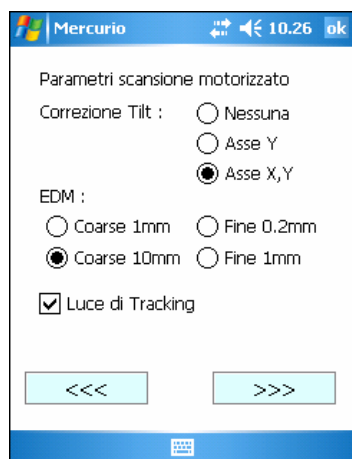 Mercurio 10.26 ok
Parametri scansione motorizzato
Correzione Tilt : Nessuna
Asse Y
Asse X,Y
EDM :
Coarse 1mm Fine 0.2mm
Coarse 10mm Fine 1mm
Luce di Tracking
<<< >>>